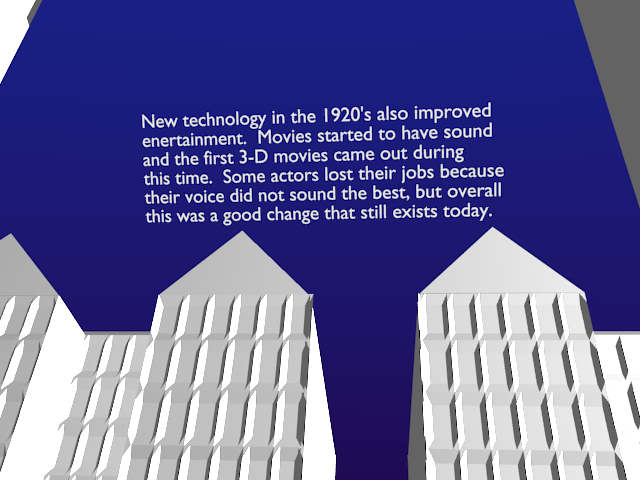 New technology in the 1920's also improved
enertainment.  Movies started to have sound
and the first 3-D movies came out during
this time.  Some actors lost their jobs because
their voice did not sound the best, but overall
this was a good change that still exists today.